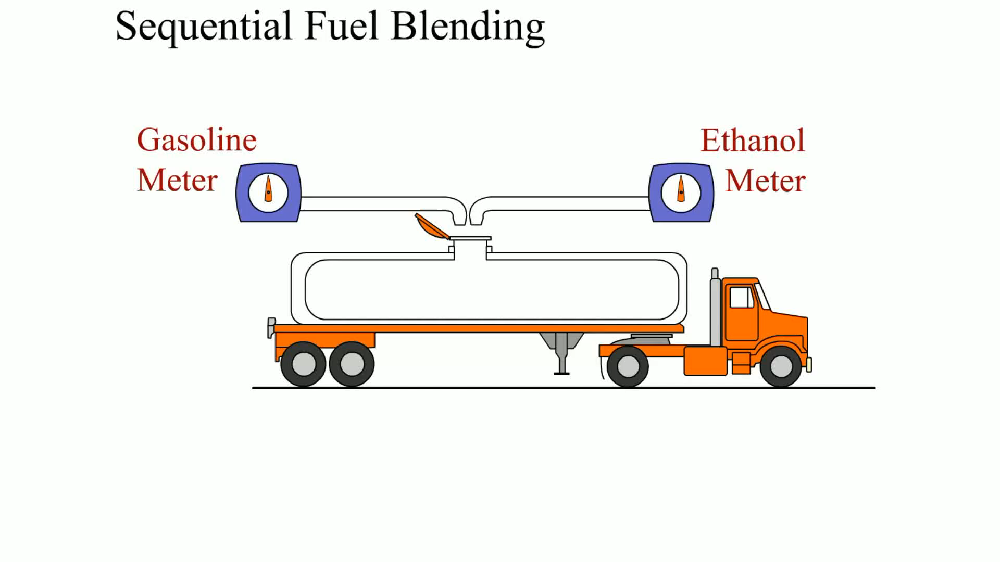 Sequential Fuel Blending
Gasoline
Meter
Ethanol
Meter